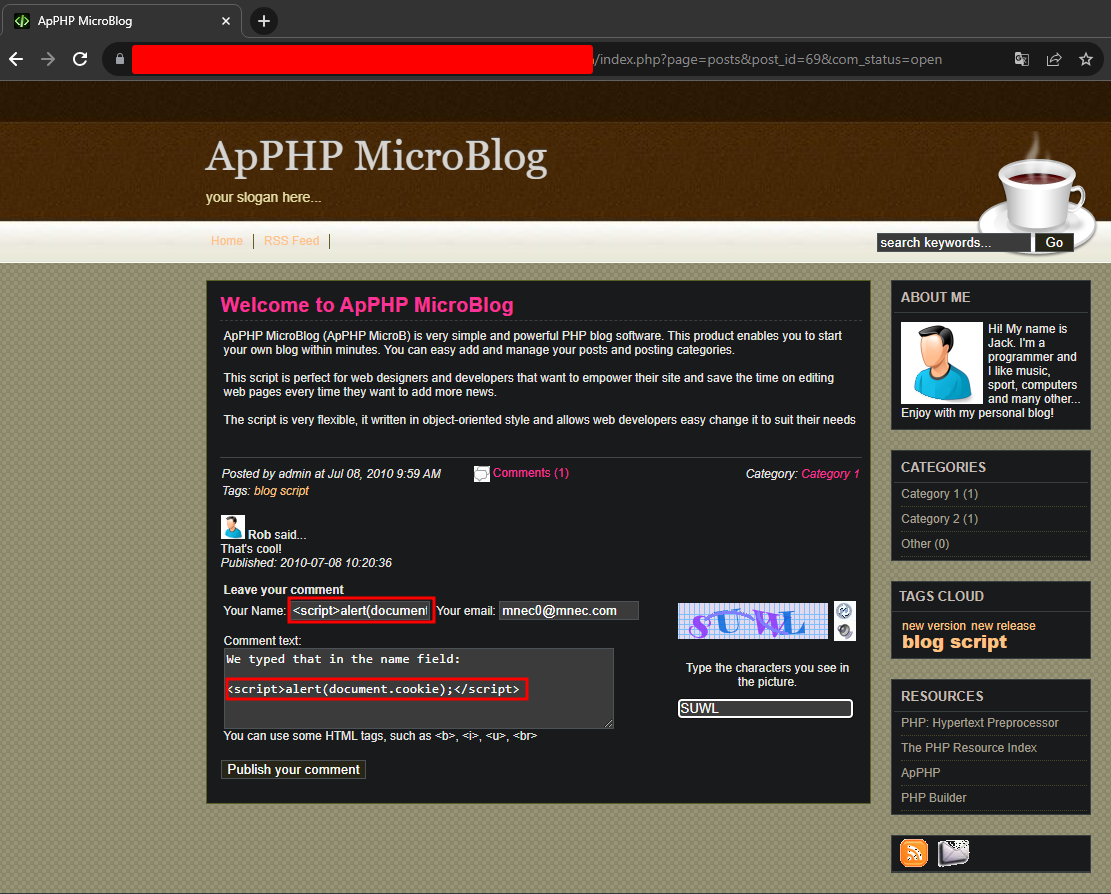 ApPHP MicroBlog
/index.php?page=posts&post_id=69&com_status=open
ApPHP MicroBlog
your slogan here...
Home
RSS Feed
search keywords...
Go
Welcome to ApPHP MicroBlog
ApPHP MicroBlog (ApPHP MicroB) is very simple and powerful PHP blog software. This product enables you to start
your own blog within minutes. You can easy add and manage your posts and posting categories.
This script is perfect for web designers and developers that want to empower their site and save the time on editing
web pages every time they want to add more news.
The script is very flexible, it written in object-oriented style and allows web developers easy change it to suit their needs
Posted by admin at Jul 08, 2010 9:59 AM
Comments (1)
Category: Category 1
Tags: blog script
Rob said...
That's cool!
Published: 2010-07-08 10:20:36
Leave your comment
Your Name: <script>alert(document
Your email: mnec0@mnec.com
Comment text:
We typed that in the name field:
<script>alert(document.cookie);</script>
You can use some HTML tags, such as <b>, <i>, <u>, <br>
Publish your comment
SUWL
Type the characters you see in
the picture.
SUWL
ABOUT ME
Hi! My name is
Jack. I'm a
programmer and
I like music,
sport, computers
and many other...
Enjoy with my personal blog!
CATEGORIES
Category 1 (1)
Category 2 (1)
Other (0)
TAGS CLOUD
new version new release
blog script
RESOURCES
PHP: Hypertext Preprocessor
The PHP Resource Index
ApPHP
PHP Builder